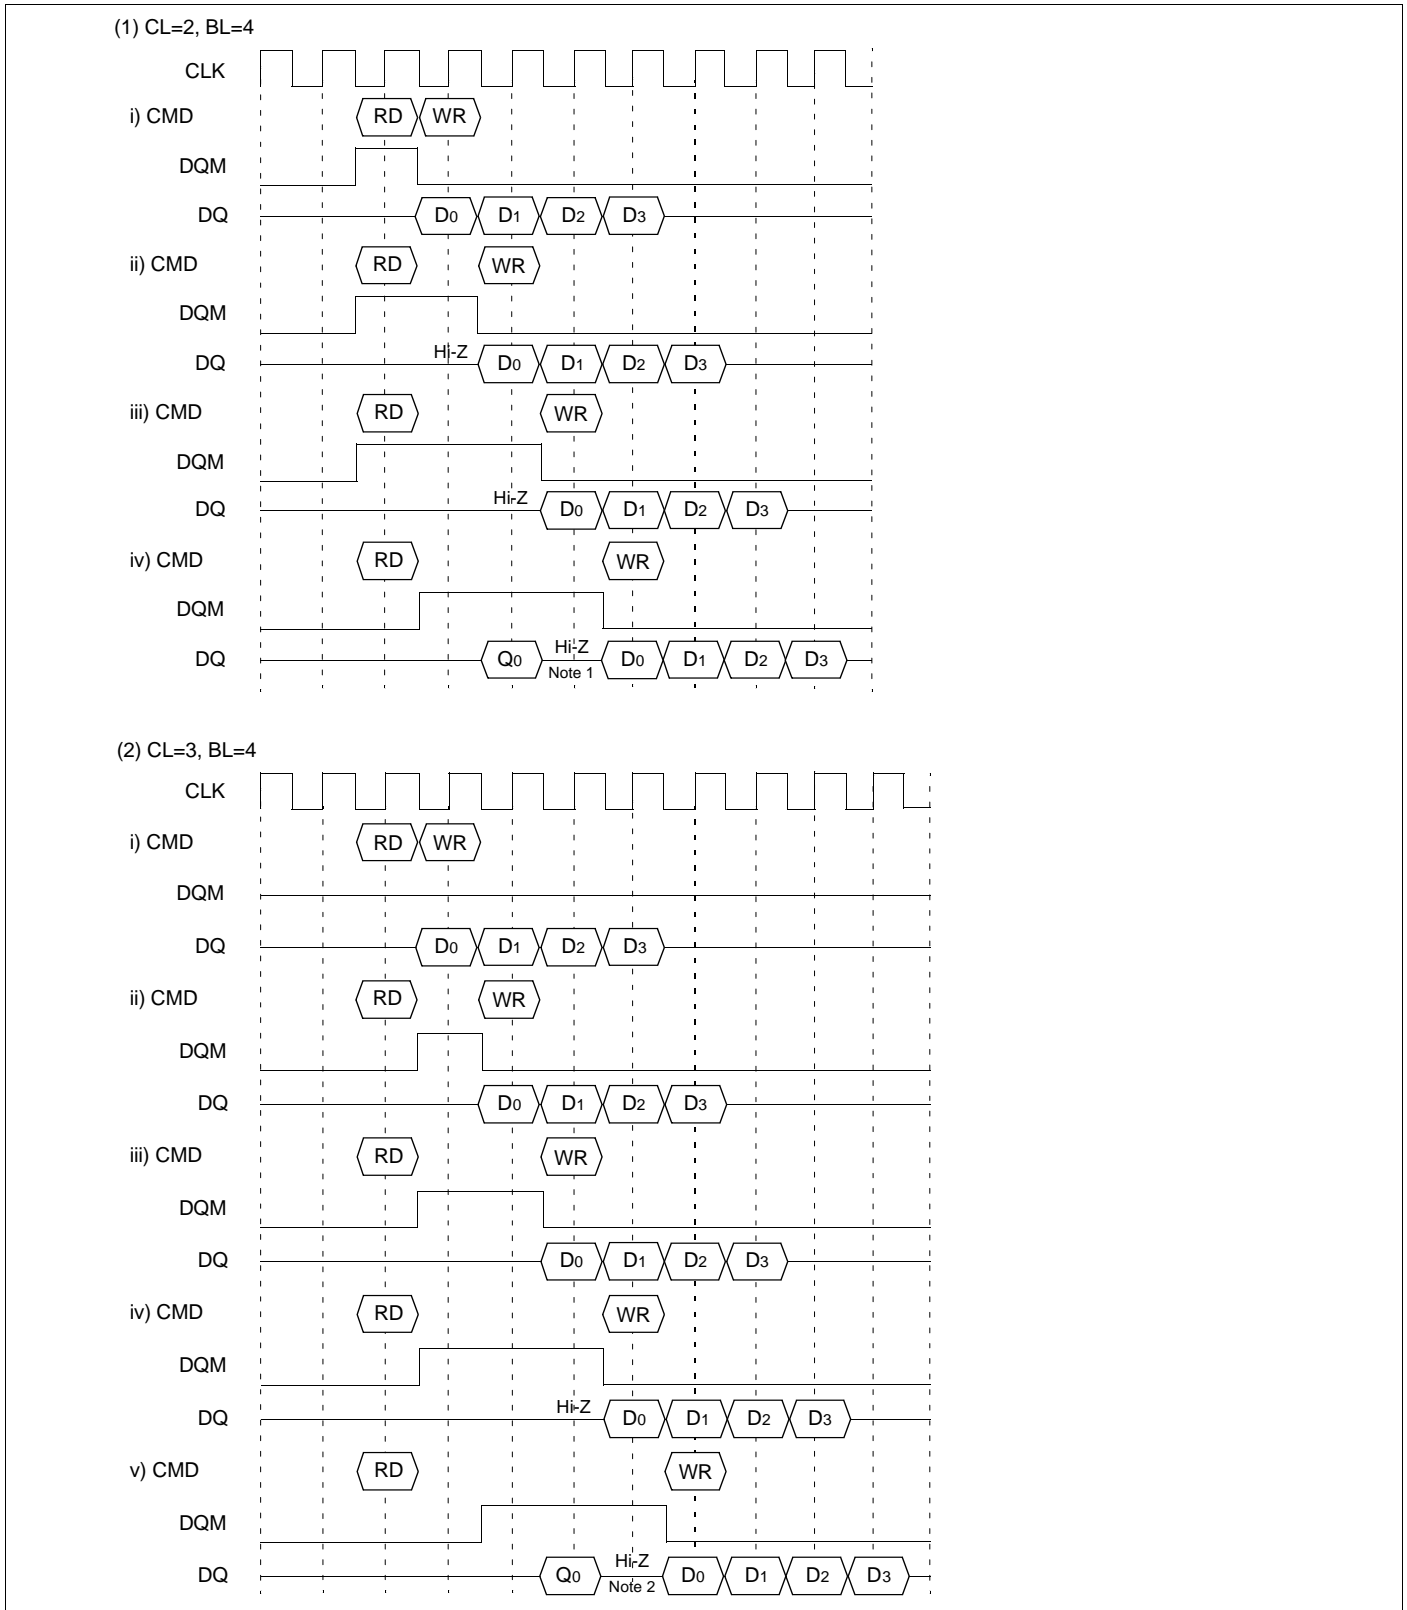 (1) CL=2, BL=4
CLK
i) CMD RD WR
DQM
DQ D0 D1 D2 D3
ii) CMD RD WR
DQM
DQ Hi-Z D0 D1 D2 D3
iii) CMD RD WR
DQM
DQ Hi-Z D0 D1 D2 D3
iv) CMD RD WR
DQM
DQ Q0 Hi-Z D0 D1 D2 D3
Note 1
(2) CL=3, BL=4
CLK
i) CMD RD WR
DQM
DQ D0 D1 D2 D3
ii) CMD RD WR
DQM
DQ D0 D1 D2 D3
iii) CMD RD WR
DQM
DQ D0 D1 D2 D3
iv) CMD RD WR
DQM
DQ Hi-Z D0 D1 D2 D3
v) CMD RD WR
DQM
DQ Q0 Hi-Z D0 D1 D2 D3
Note 2